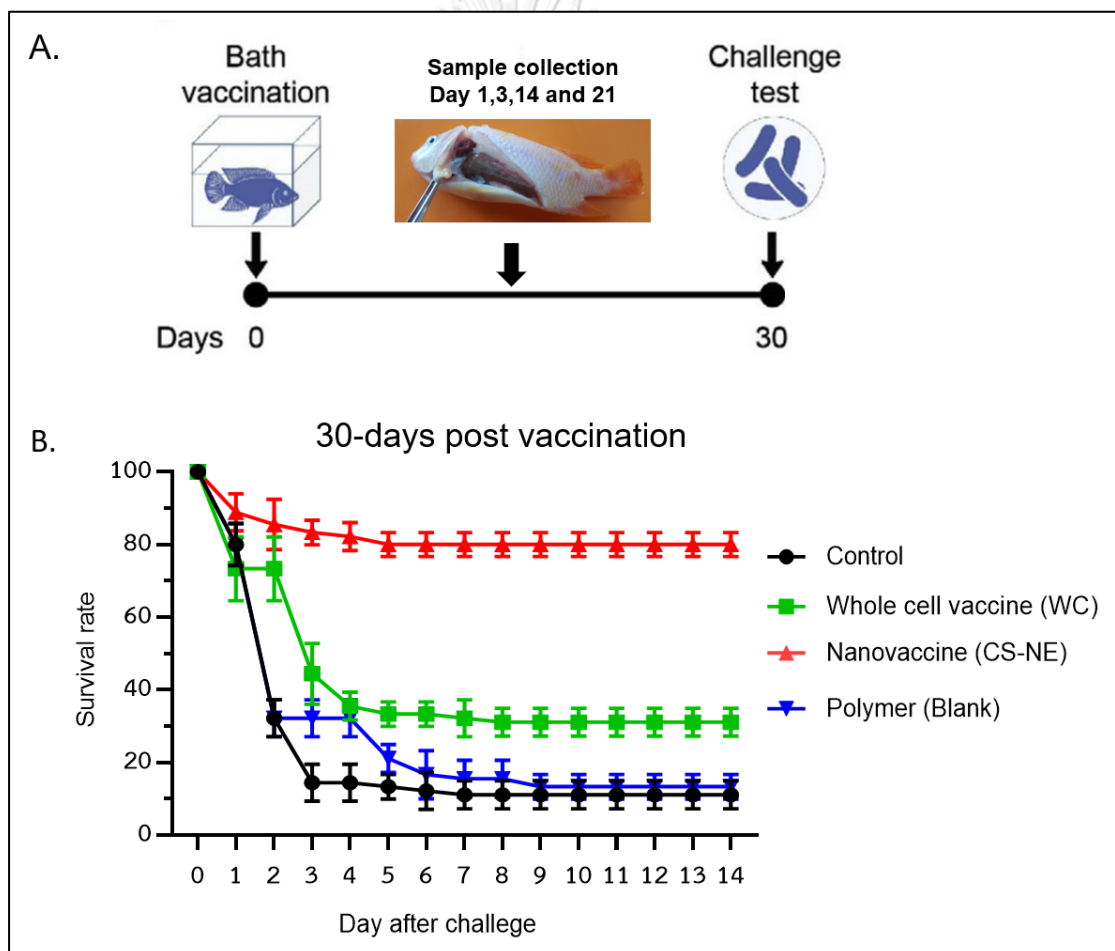 A.
Bath
vaccination
Sample collection
Day 1,3,14 and 21
Challenge
test
Days 0 30
B.
30-days post vaccination
Survival rate
100
80
60
40
20
0
0 1 2 3 4 5 6 7 8 9 10 11 12 13 14
Day after challege
Control
Whole cell vaccine (WC)
Nanovaccine (CS-NE)
Polymer (Blank)